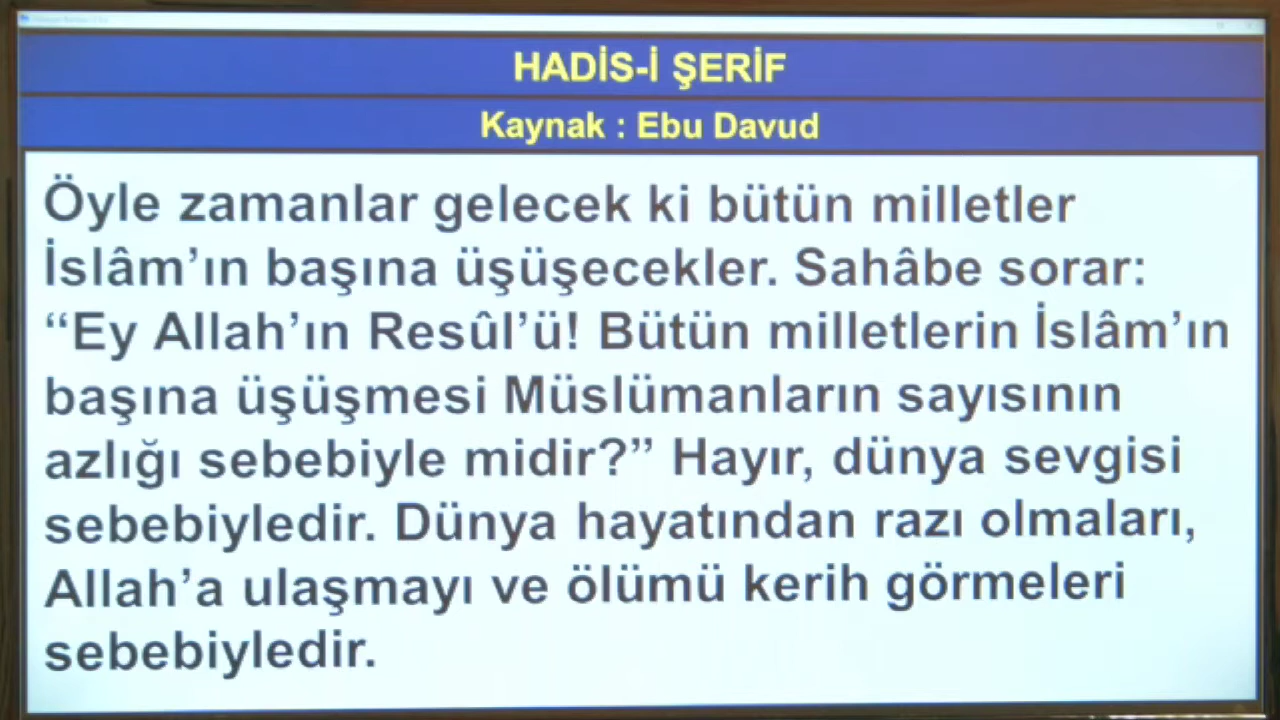 HADİS-İ ŞERİF
Kaynak : Ebu Davud
Öyle zamanlar gelecek ki bütün milletler
İslâm’ın başına üşüşecekler. Sahâbe sorar:
“Ey Allah’ın Resûl’ü! Bütün milletlerin İslâm’ın
başına üşüşmesi Müslümanların sayısının
azlığı sebebiyle midir?” Hayır, dünya sevgisi
sebebiyledir. Dünya hayatından razı olmaları,
Allah’a ulaşmayı ve ölümü kerih görmeleri
sebebiyledir.